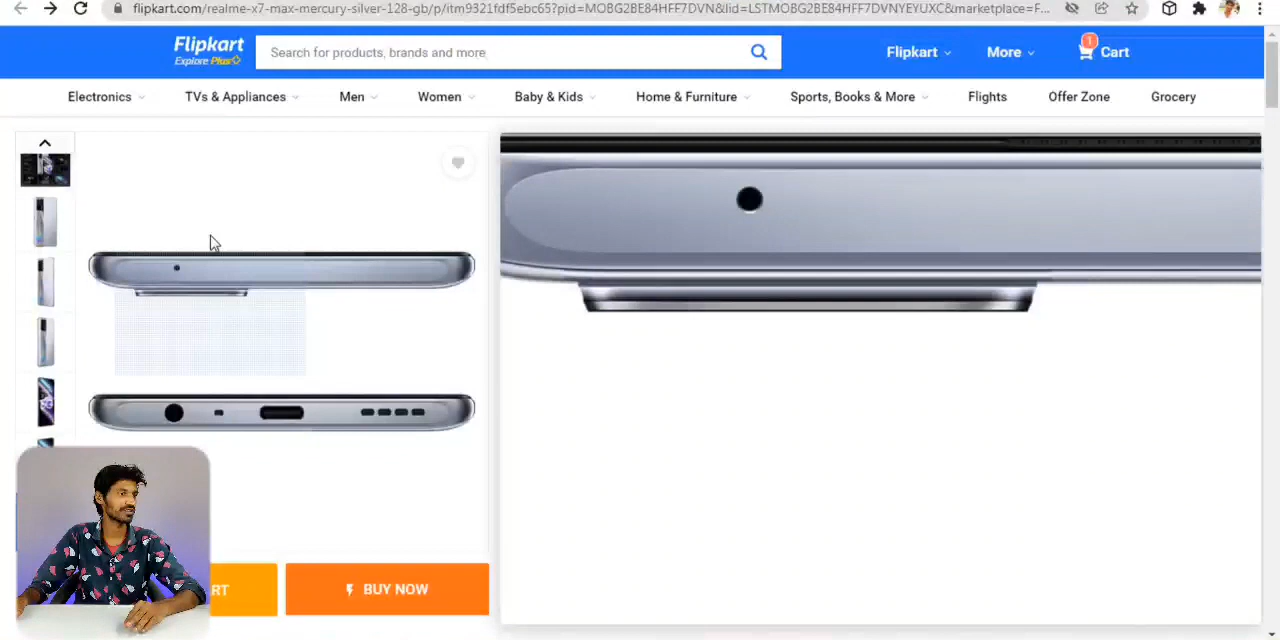 flipkart.com/realme-x7-max-mercury-silver-128-gb/p/itm9321fdf5ebc65?pid=MOBG2BE84HFF7DVN&lid=LSTMOBG2BE84HFF7DVNYEYUXC&marketplace=F...
Flipkart
Explore Plus
Search for products, brands and more
Flipkart
More
1
Cart
Electronics
TVs & Appliances
Men
Women
Baby & Kids
Home & Furniture
Sports, Books & More
Flights
Offer Zone
Grocery
RT
BUY NOW